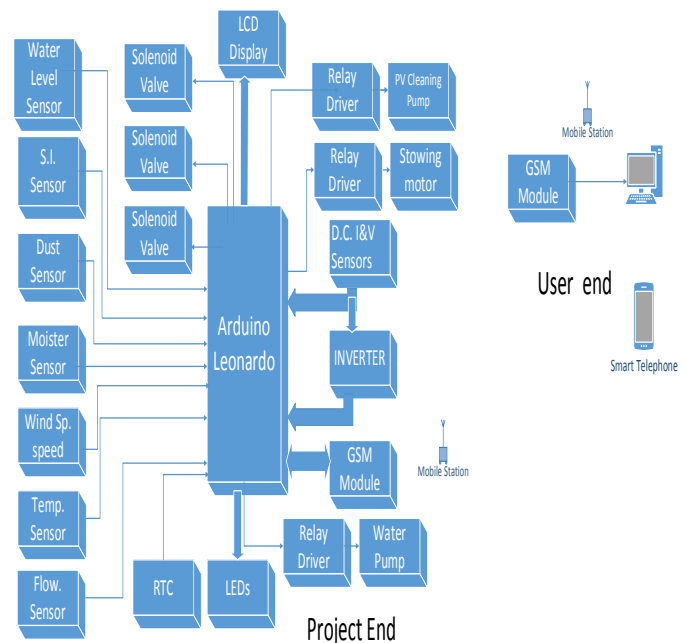 LCD
Display
Water
Level
Sensor
Solenoid
Valve
Relay
Driver
PV Cleaning
Pump
Mobile Station
S.I.
Sensor
Solenoid
Valve
Relay
Driver
Stowing
motor
GSM
Module
Dust
Sensor
Solenoid
Valve
D.C. I&V
Sensors
User end
Arduino
Leonardo
Moister
Sensor
INVERTER
Smart Telephone
Wind Sp.
speed
GSM
Module
Mobile Station
Temp.
Sensor
Relay
Driver
Water
Pump
Flow.
Sensor
RTC
LEDs
Project End